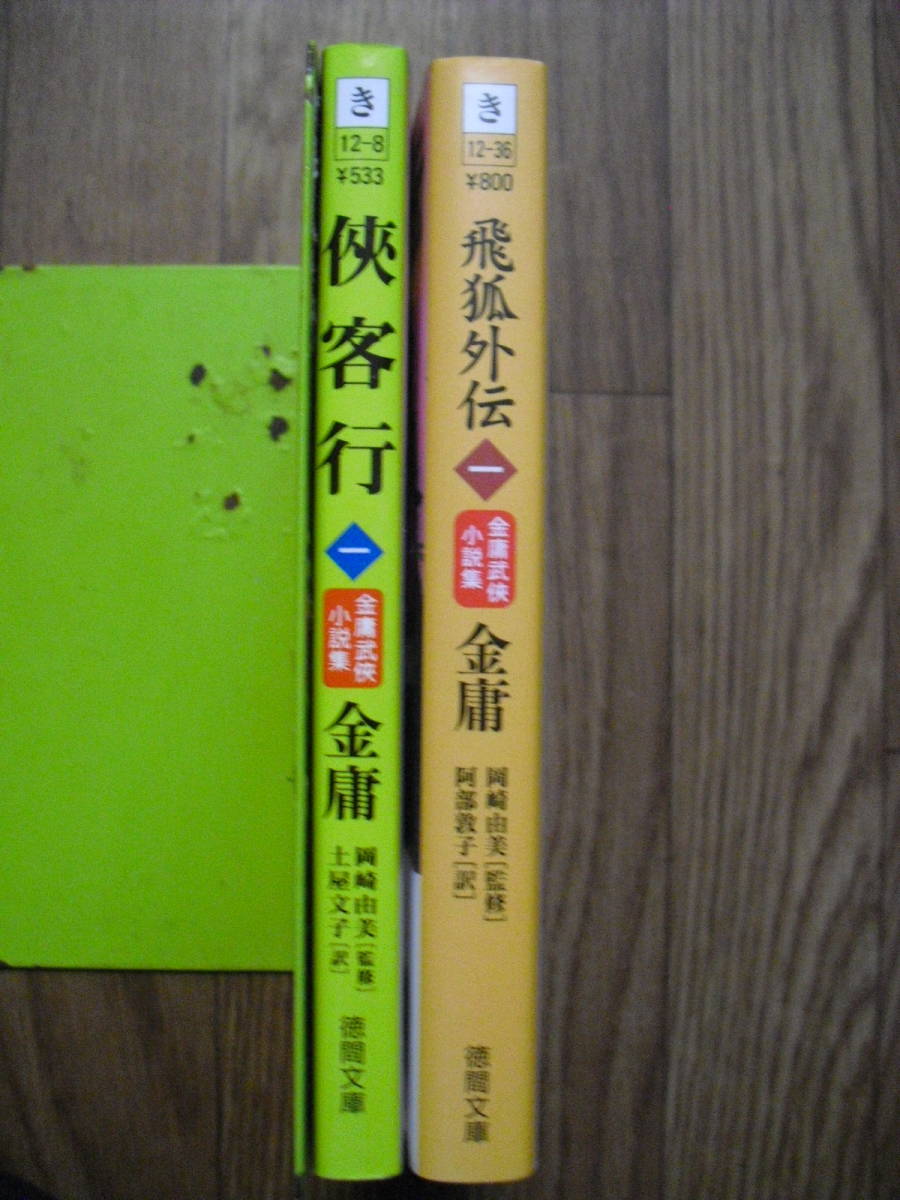 き
12-8
¥533
俠客行
一
金庸武俠
小説集
金庸
岡崎由美[監修]
土屋文子[訳]
徳間文庫
き
12-36
¥800
飛狐外伝
一
金庸武俠
小説集
金庸
岡崎由美[監修]
阿部敦子[訳]
徳間文庫